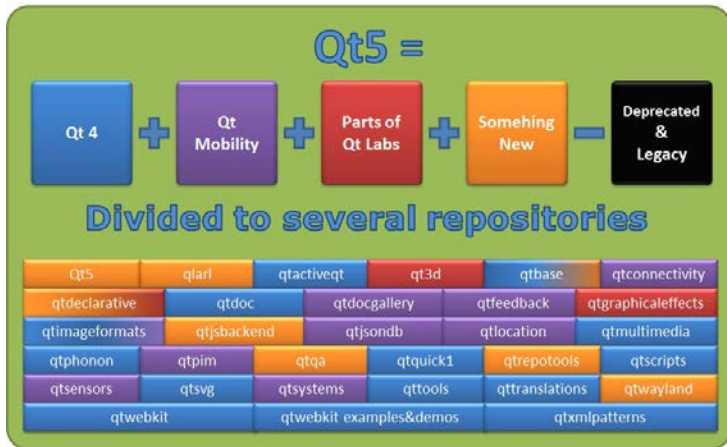 Qt5 =
Qt 4 + Qt Mobility + Parts of Qt Labs + Somehing New - Deprecated & Legacy
Divided to several repositories
Qt5 qlarl qtactiveqt qt3d qtbase qtconnectivity
qtdeclarative qtdoc qtdocgallery qtfeedback qtgraphicaleffects
qtimageformats qtjsbackend qtjsondb qtlocation qtmultimedia
qtphonon qtpim qtqa qtquick1 qtrepotools qtscripts
qtsensors qtsvg qtsystems qttools qttranslations qtwayland
qtwebkit qtwebkit examples&demos qtxmlpatterns